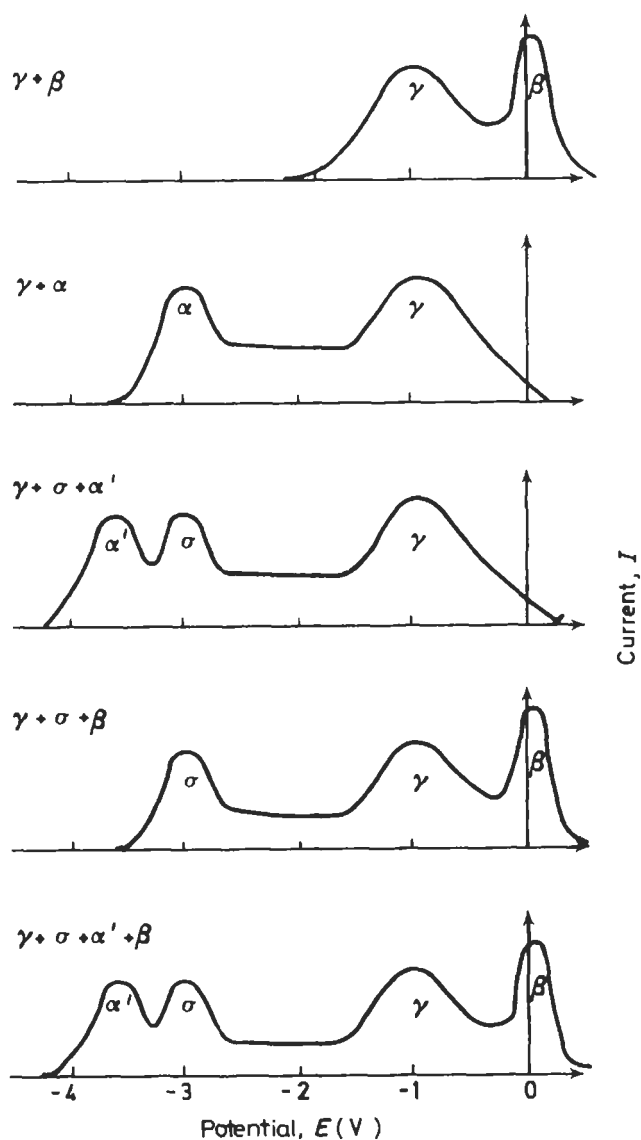 γ + β
γ
β
γ + α
α
γ
γ + σ + α'
α'
σ
γ
Current, I
γ + σ + β
σ
γ
β
γ + σ + α' + β
α'
σ
γ
β
-4 -3 -2 -1 0
Potential, E (V)